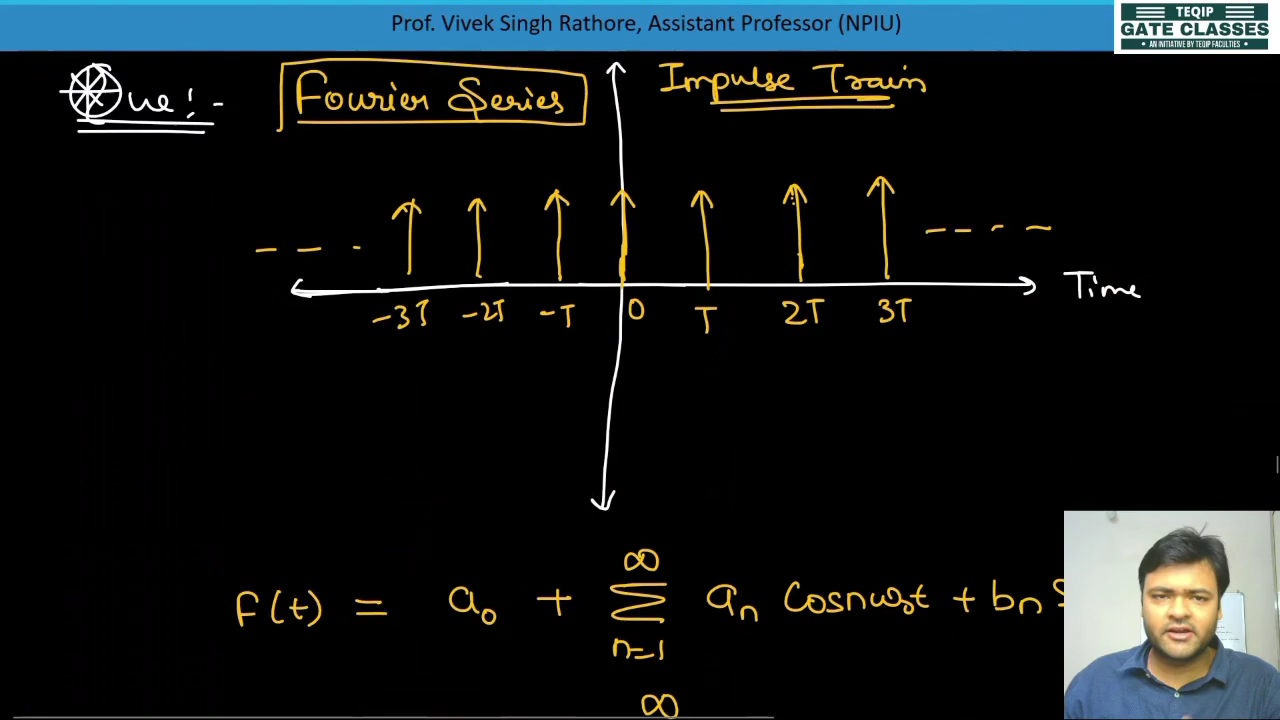 Prof. Vivek Singh Rathore, Assistant Professor (NPIU)
TEQIP
GATE CLASSES
• AN INITIATIVE BY TEQIP FACULTIES •
Que! - Fourier Series Impulse Train
-3T -2T -T 0 T 2T 3T Time
∞
f(t) = a₀ + Σ aₙ Cosnω₀t + bₙ S
n=1
∞